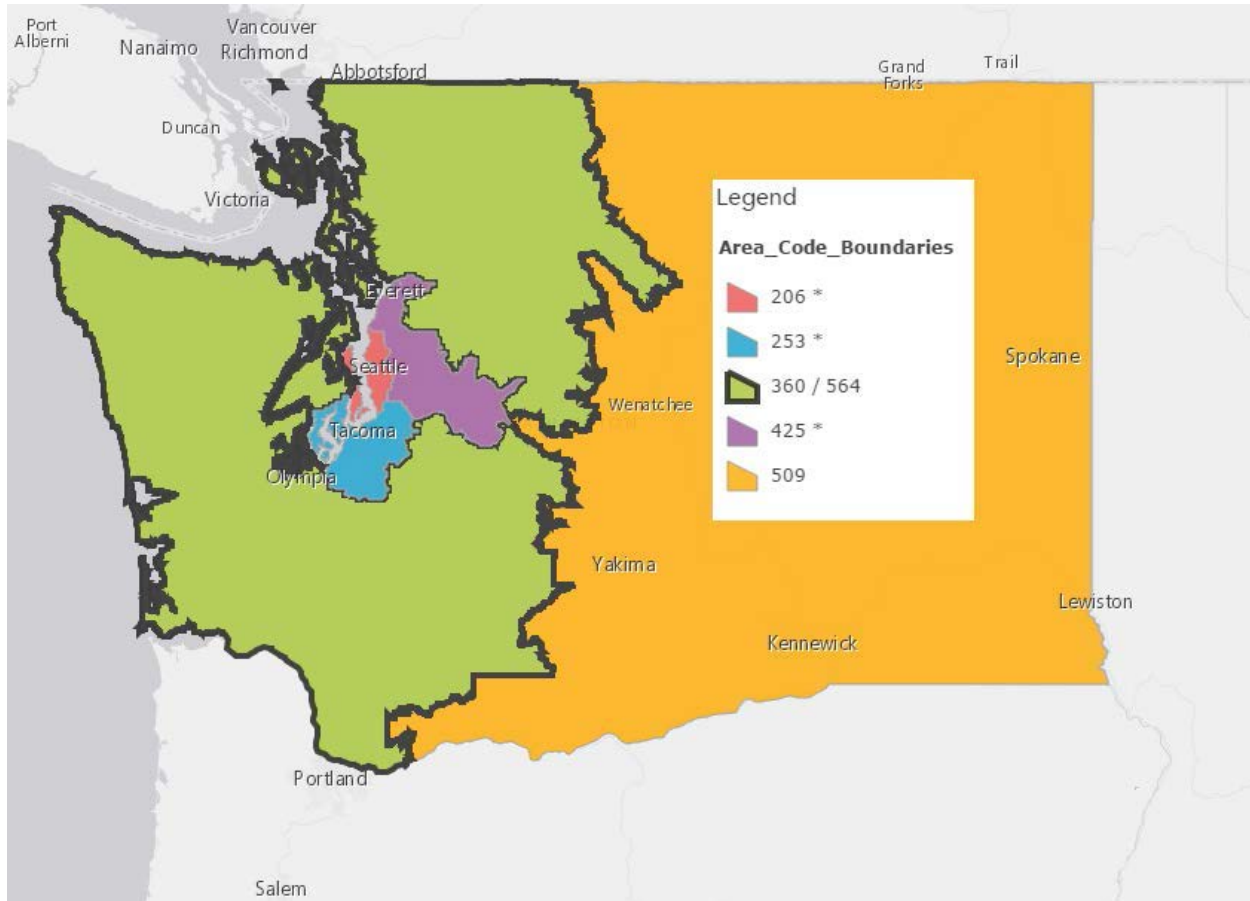 Port
Alberni
Nanaimo
Vancouver
Richmond
Abbotsford
Grand
Forks
Trail
Duncan
Victoria
Legend
Area_Code_Boundaries
206 *
253 *
360 / 564
425 *
509
Everett
Seattle
Spokane
Wenatchee
Tacoma
Olympia
Yakima
Lewiston
Kennewick
Portland
Salem